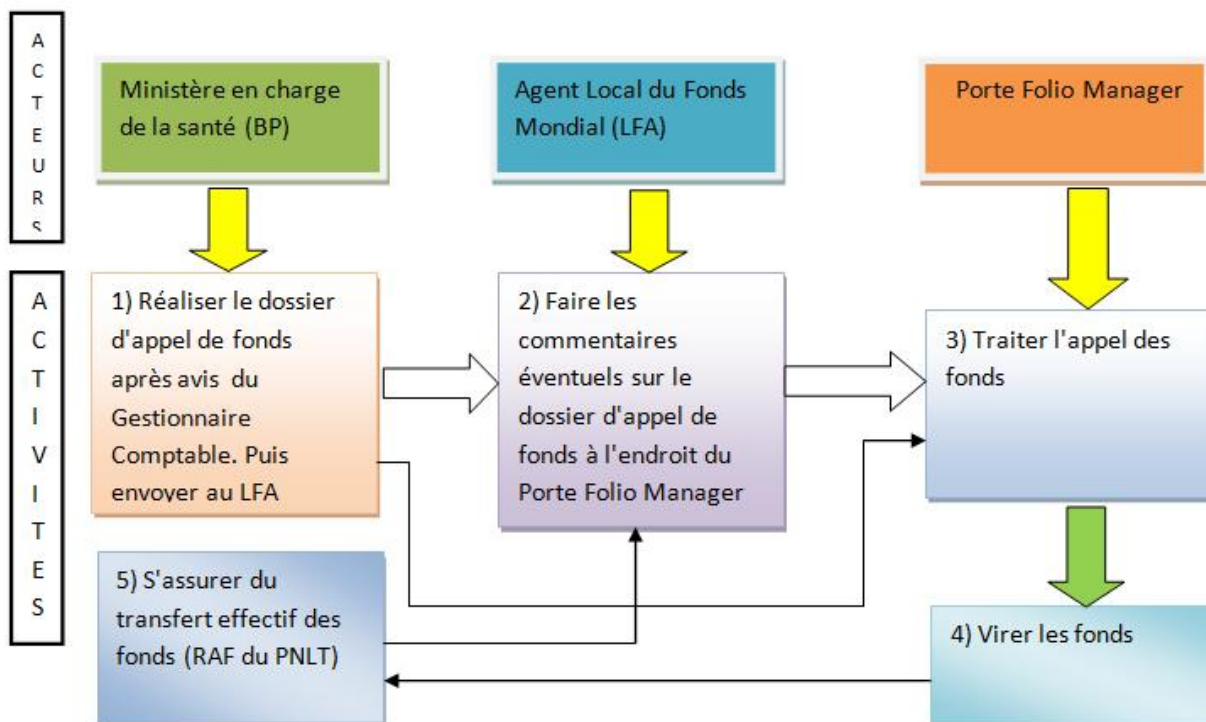 A
C
T
E
U
R
S
Ministère en charge
de la santé (BP)
Agent Local du Fonds
Mondial (LFA)
Porte Folio Manager
A
C
T
I
V
I
T
E
S
1) Réaliser le dossier
d'appel de fonds
après avis du
Gestionnaire
Comptable. Puis
envoyer au LFA
2) Faire les
commentaires
éventuels sur le
dossier d'appel de
fonds à l'endroit du
Porte Folio Manager
3) Traiter l'appel des
fonds
5) S'assurer du
transfert effectif des
fonds (RAF du PNLT)
4) Virer les fonds